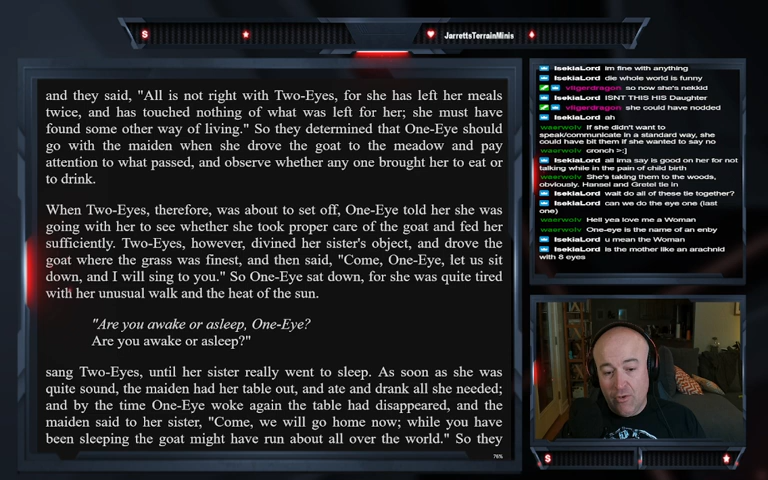 JarrettsTerrainMinis
and they said, "All is not right with Two-Eyes, for she has left her meals
twice, and has touched nothing of what was left for her; she must have
found some other way of living." So they determined that One-Eye should
go with the maiden when she drove the goat to the meadow and pay
attention to what passed, and observe whether any one brought her to eat or
to drink.
When Two-Eyes, therefore, was about to set off, One-Eye told her she was
going with her to see whether she took proper care of the goat and fed her
sufficiently. Two-Eyes, however, divined her sister's object, and drove the
goat where the grass was finest, and then said, "Come, One-Eye, let us sit
down, and I will sing to you." So One-Eye sat down, for she was quite tired
with her unusual walk and the heat of the sun.
"Are you awake or asleep, One-Eye?
Are you awake or asleep?"
sang Two-Eyes, until her sister really went to sleep. As soon as she was
quite sound, the maiden had her table out, and ate and drank all she needed;
and by the time One-Eye woke again the table had disappeared, and the
maiden said to her sister, "Come, we will go home now; while you have
been sleeping the goat might have run about all over the world." So they
76%
IsekiaLord im fine with anything
IsekiaLord die whole world is funny
vligerdragon so now she's nekkid
IsekiaLord ISNT THIS HIS Daughter
vligerdragon she could have nodded
IsekiaLord ah
waerwolv If she didn't want to
speak/communicate in a standard way, she
could have bit them if she wanted to say no
waerwolv cronch >:]
IsekiaLord all ima say is good on her for not
talking while in the pain of child birth
waerwolv She's taking them to the woods,
obviously. Hansel and Gretel tie in
IsekiaLord wait do all of these tie together?
IsekiaLord can we do the eye one (last
one)
waerwolv Hell yea love me a Woman
waerwolv One-eye is the name of an enby
IsekiaLord u mean the Woman
IsekiaLord is the mother like an arachnid
with 8 eyes